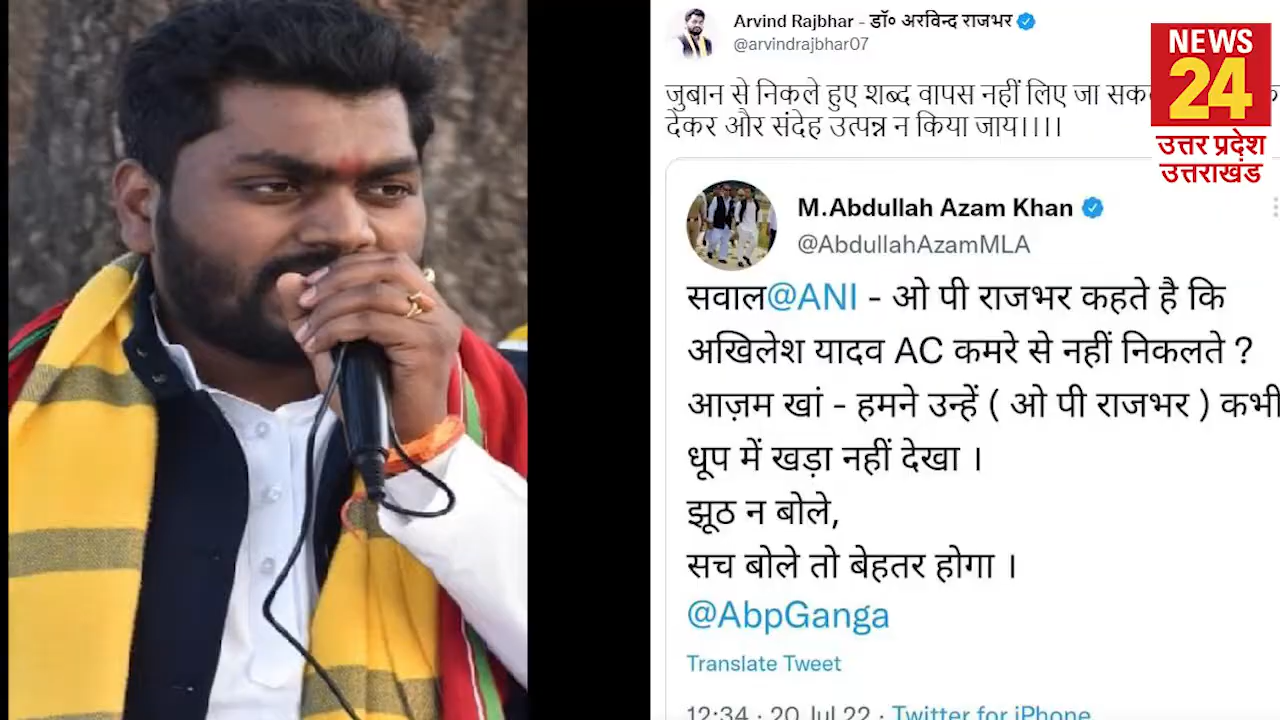 Arvind Rajbhar - डॉ० अरविन्द राजभर
@arvindrajbhar07
जुबान से निकले हुए शब्द वापस नहीं लिए जा
देकर और संदेह उत्पन्न न किया जाय।।।।
NEWS
24
उत्तर प्रदेश
उत्तराखंड
M.Abdullah Azam Khan
@AbdullahAzamMLA
सवाल@ANI - ओ पी राजभर कहते है कि
अखिलेश यादव AC कमरे से नहीं निकलते ?
आज़म खां - हमने उन्हें ( ओ पी राजभर ) कभी
धूप में खड़ा नहीं देखा ।
झूठ न बोले,
सच बोले तो बेहतर होगा ।
@AbpGanga
Translate Tweet
12:34 · 20 Jul 22 · Twitter for iPhone